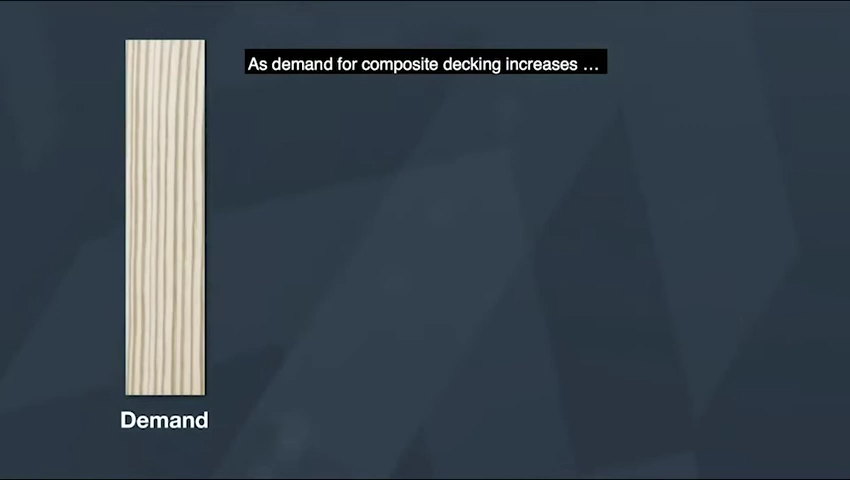 As demand for composite decking increases …
Demand